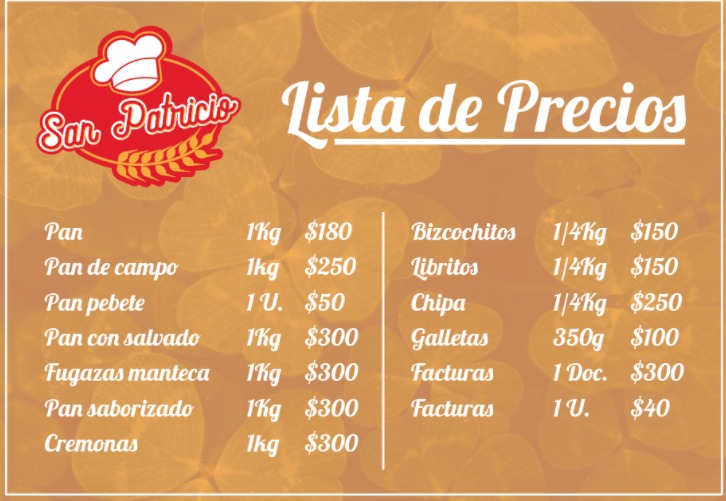 San Patricio
Lista de Precios
Pan 1Kg $180
Pan de campo 1kg $250
Pan pebete 1 U. $50
Pan con salvado 1Kg $300
Fugazas manteca 1Kg $300
Pan saborizado 1Kg $300
Cremonas 1kg $300
Bizcochitos 1/4Kg $150
Libritos 1/4Kg $150
Chipa 1/4Kg $250
Galletas 350g $100
Facturas 1 Doc. $300
Facturas 1 U. $40